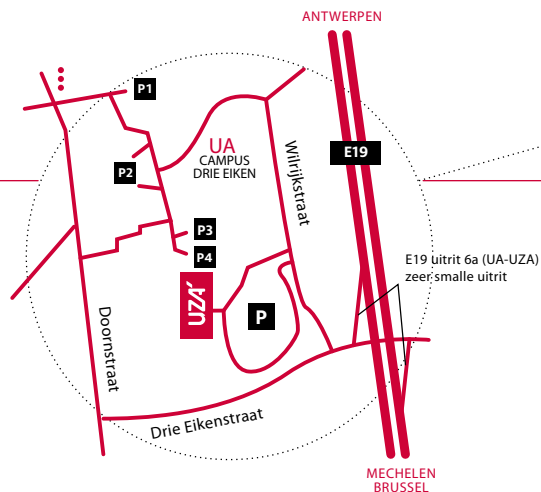 ANTWERPEN
P1
UA
CAMPUS
DRIE EIKEN
P2
Wilrijkstraat
E19
P3
P4
E19 uitrit 6a (UA-UZA)
zeer smalle uitrit
UZA'
P
Doornstraat
Drie Eikenstraat
MECHELEN
BRUSSEL